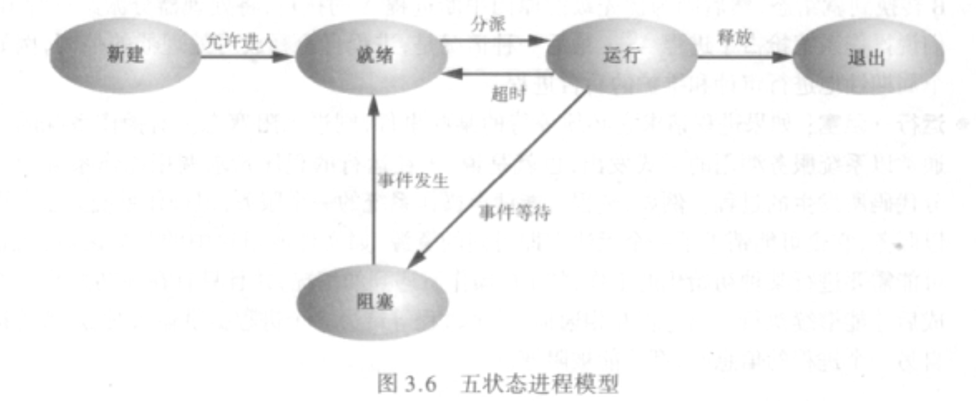 新建
允许进入
就绪
分派
超时
运行
释放
退出
事件发生
事件等待
阻塞
图 3.6 五状态进程模型